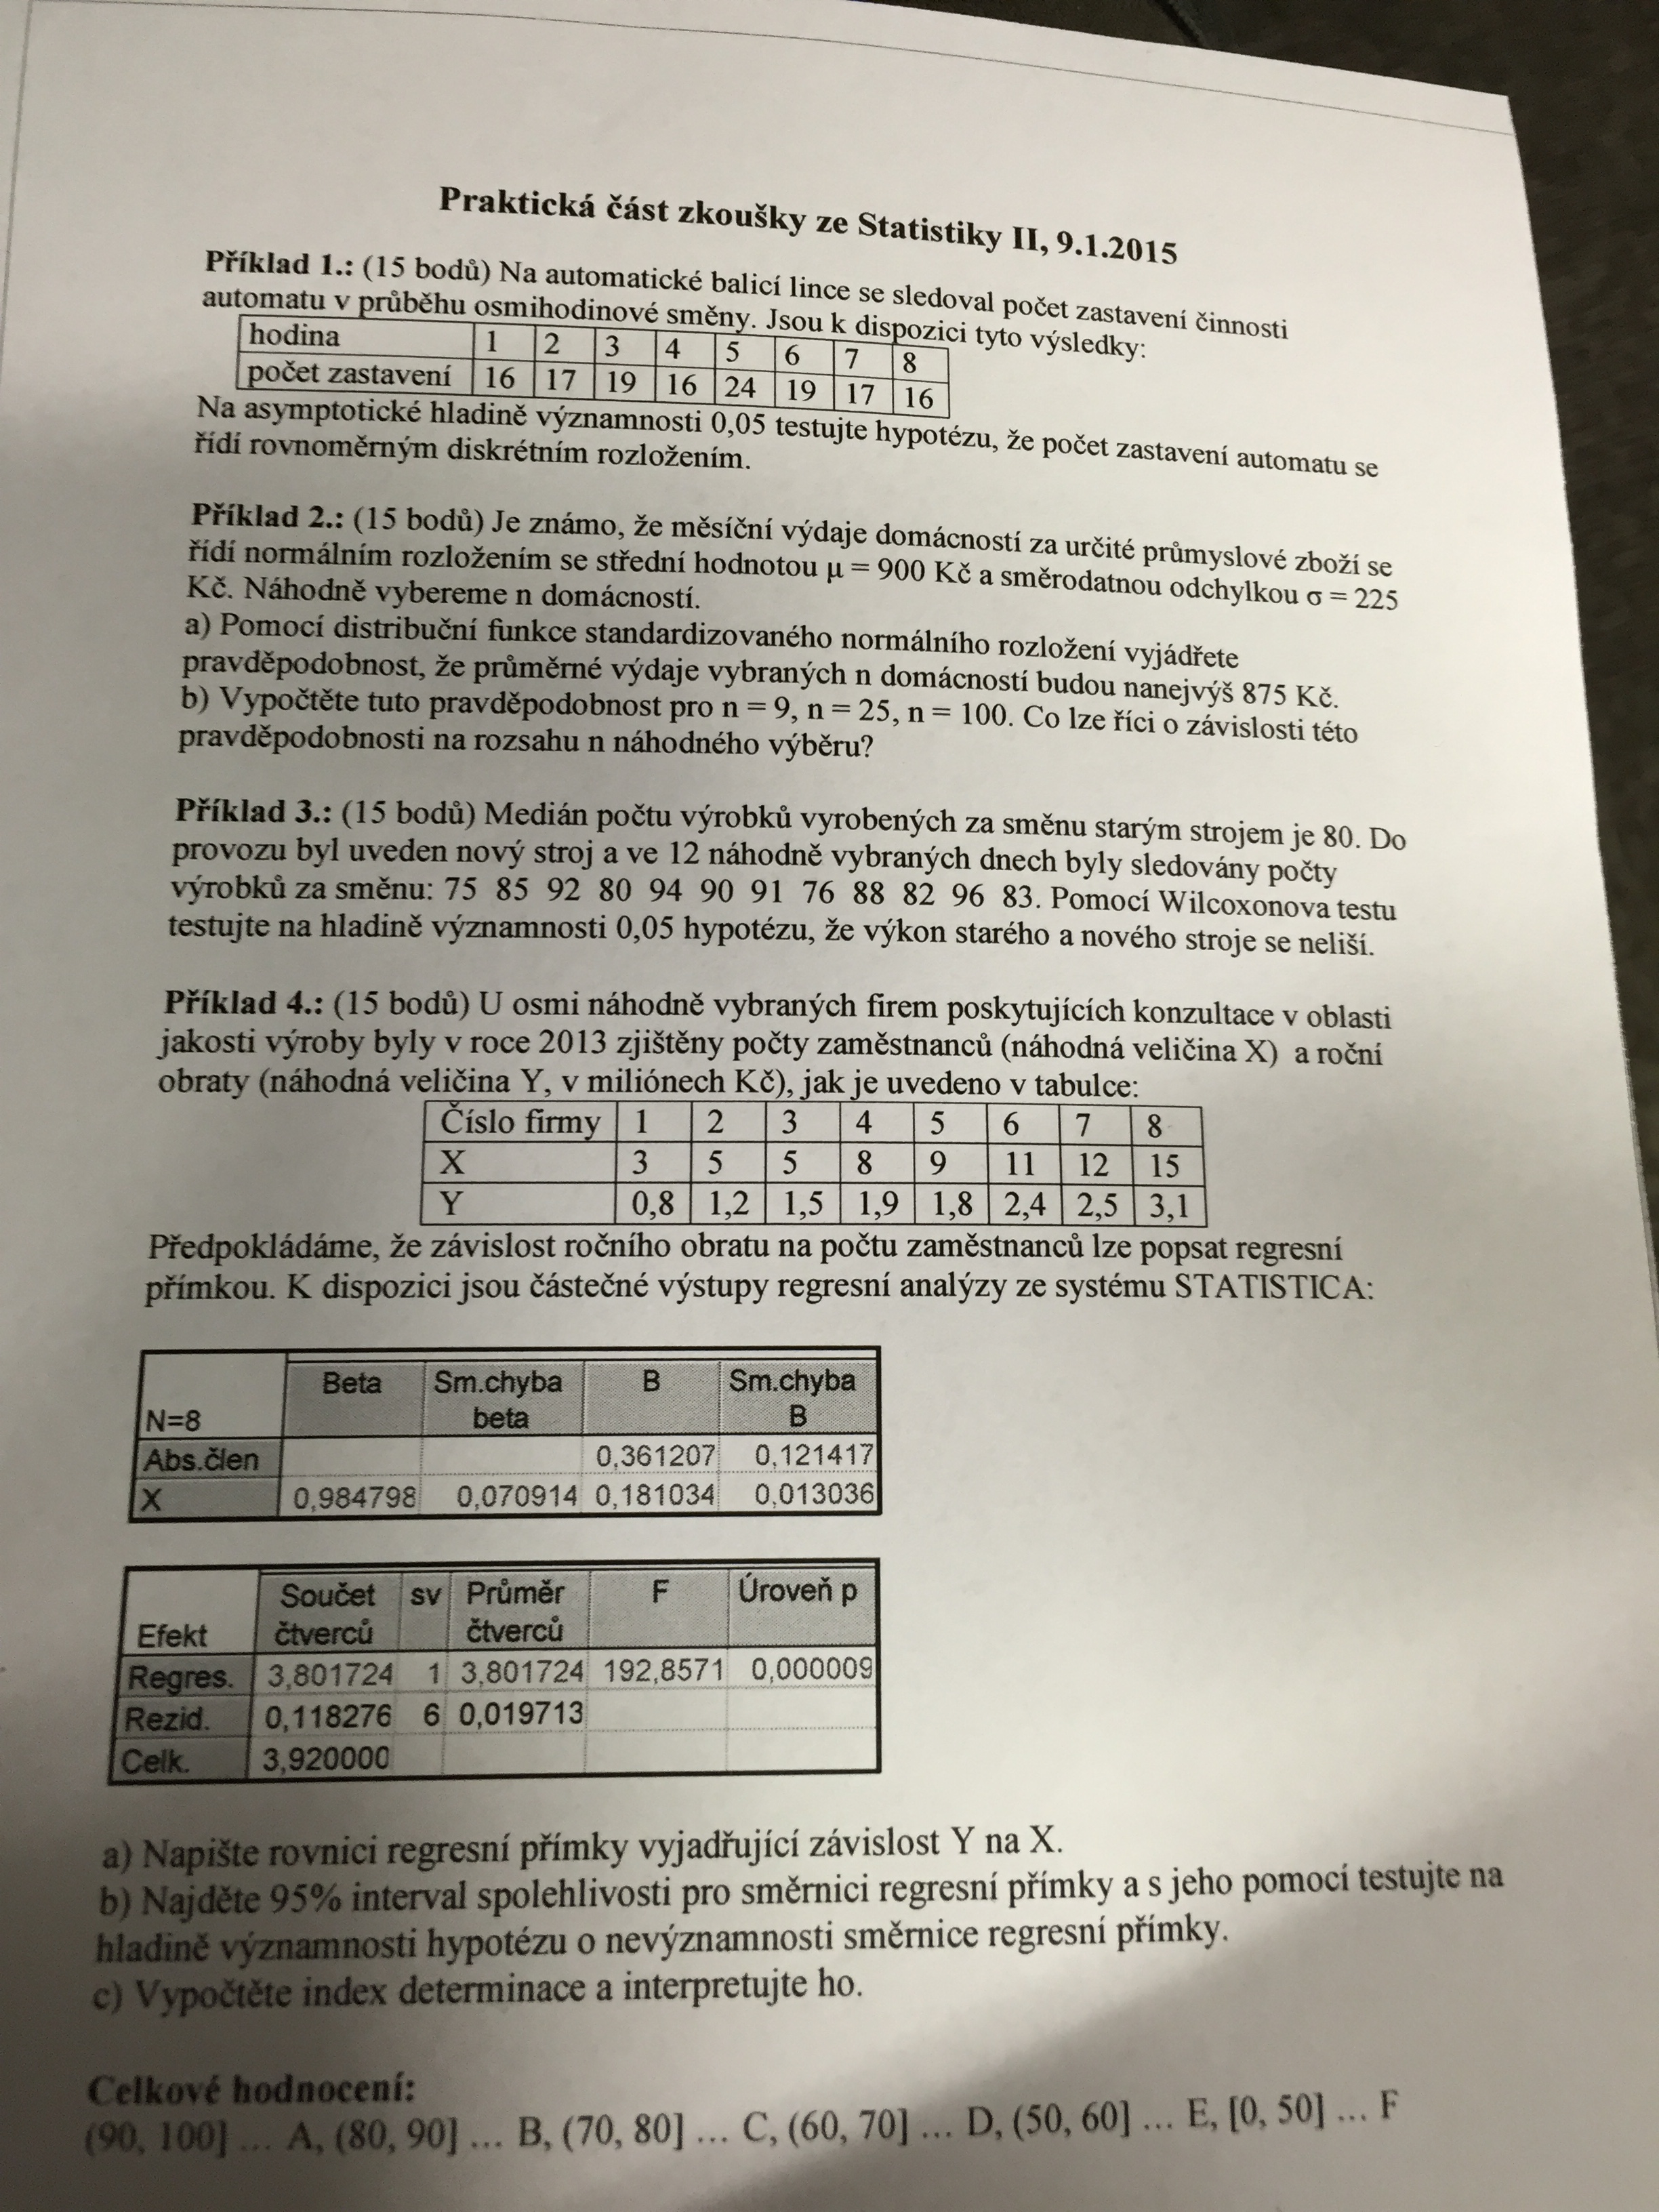 Praktická část zkoušky ze Statistiky II, 9.1.2015
Příklad 1.: (15 bodů) Na automatické balicí lince se sledoval počet zastavení činnosti
automatu v průběhu osmihodinové směny. Jsou k dispozici tyto výsledky:
hodina 1 2 3 4 5 6 7 8
počet zastavení 16 17 19 16 24 19 17 16
Na asymptotické hladině významnosti 0,05 testujte hypotézu, že počet zastavení automatu se
řídí rovnoměrným diskrétním rozložením.
Příklad 2.: (15 bodů) Je známo, že měsíční výdaje domácností za určité průmyslové zboží se
řídí normálním rozložením se střední hodnotou μ = 900 Kč a směrodatnou odchylkou σ = 225
Kč. Náhodně vybereme n domácností.
a) Pomocí distribuční funkce standardizovaného normálního rozložení vyjádřete
pravděpodobnost, že průměrné výdaje vybraných n domácností budou nanejvýš 875 Kč.
b) Vypočtěte tuto pravděpodobnost pro n = 9, n = 25, n = 100. Co lze říci o závislosti této
pravděpodobnosti na rozsahu n náhodného výběru?
Příklad 3.: (15 bodů) Medián počtu výrobků vyrobených za směnu starým strojem je 80. Do
provozu byl uveden nový stroj a ve 12 náhodně vybraných dnech byly sledovány počty
výrobků za směnu: 75 85 92 80 94 90 91 76 88 82 96 83. Pomocí Wilcoxonova testu
testujte na hladině významnosti 0,05 hypotézu, že výkon starého a nového stroje se neliší.
Příklad 4.: (15 bodů) U osmi náhodně vybraných firem poskytujících konzultace v oblasti
jakosti výroby byly v roce 2013 zjištěny počty zaměstnanců (náhodná veličina X) a roční
obraty (náhodná veličina Y, v miliónech Kč), jak je uvedeno v tabulce:
Číslo firmy 1 2 3 4 5 6 7 8
X 3 5 5 8 9 11 12 15
Y 0,8 1,2 1,5 1,9 1,8 2,4 2,5 3,1
Předpokládáme, že závislost ročního obratu na počtu zaměstnanců lze popsat regresní
přímkou. K dispozici jsou částečné výstupy regresní analýzy ze systému STATISTICA:
Beta Sm.chyba B Sm.chyba
N=8 beta B
Abs.člen 0,361207 0,121417
X 0,984798 0,070914 0,181034 0,013036
Součet sv Průměr F Úroveň p
Efekt čtverců čtverců
Regres. 3,801724 1 3,801724 192,8571 0,000009
Rezid. 0,118276 6 0,019713
Celk. 3,920000
a) Napište rovnici regresní přímky vyjadřující závislost Y na X.
b) Najděte 95% interval spolehlivosti pro směrnici regresní přímky a s jeho pomocí testujte na
hladině významnosti hypotézu o nevýznamnosti směrnice regresní přímky.
c) Vypočtěte index determinace a interpretujte ho.
Celkové hodnocení:
(90, 100] ... A, (80, 90] ... B, (70, 80] ... C, (60, 70] ... D, (50, 60] ... E, [0, 50] ... F